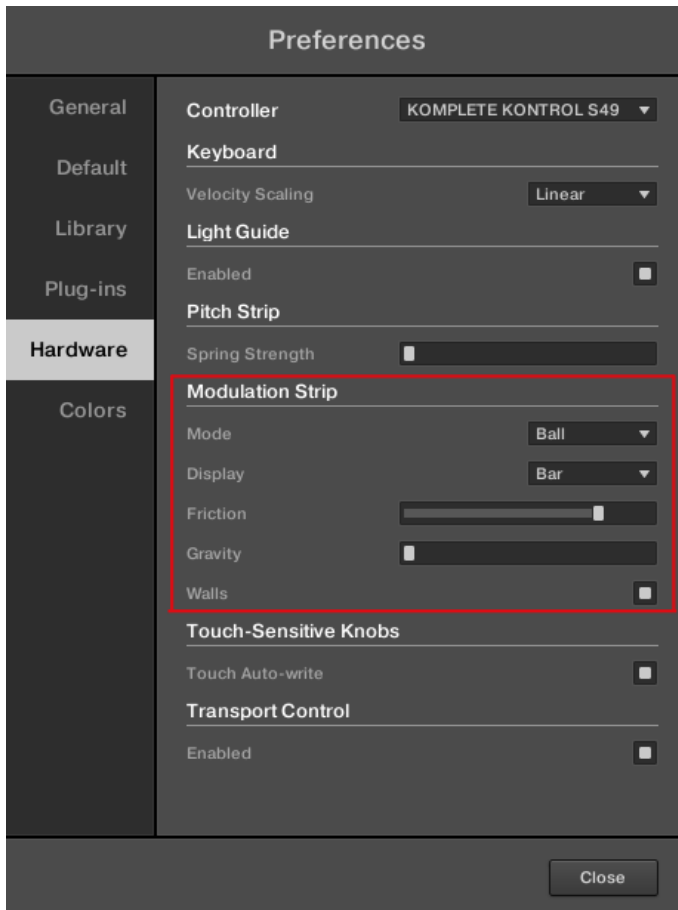 Preferences
General
Default
Library
Plug-ins
Hardware
Colors
Controller KOMPLETE KONTROL S49
Keyboard
Velocity Scaling Linear
Light Guide
Enabled
Pitch Strip
Spring Strength
Modulation Strip
Mode Ball
Display Bar
Friction
Gravity
Walls
Touch-Sensitive Knobs
Touch Auto-write
Transport Control
Enabled
Close